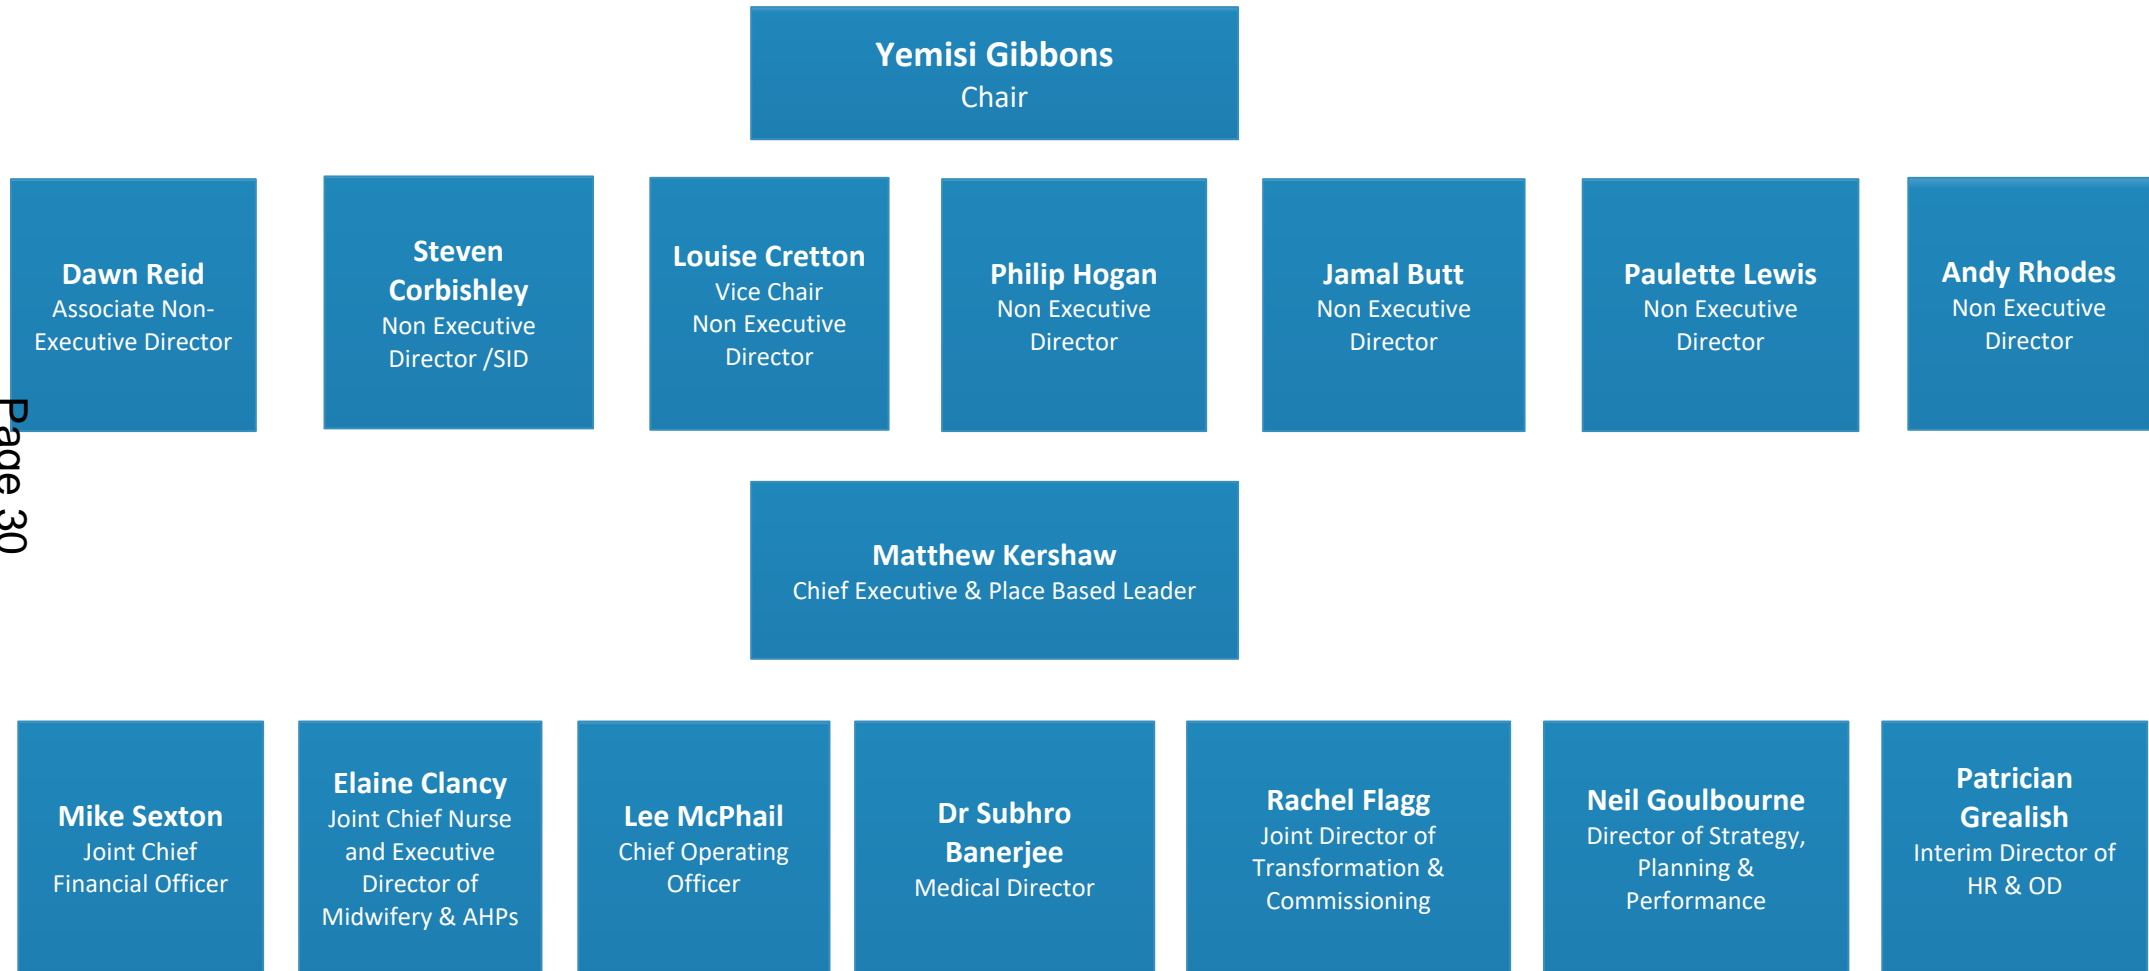 Yemisi Gibbons
Chair
Dawn Reid
Associate Non-
Executive Director
Steven
Corbishley
Non Executive
Director /SID
Louise Cretton
Vice Chair
Non Executive
Director
Philip Hogan
Non Executive
Director
Jamal Butt
Non Executive
Director
Paulette Lewis
Non Executive
Director
Andy Rhodes
Non Executive
Director
Page 30
Matthew Kershaw
Chief Executive & Place Based Leader
Mike Sexton
Joint Chief
Financial Officer
Elaine Clancy
Joint Chief Nurse
and Executive
Director of
Midwifery & AHPs
Lee McPhail
Chief Operating
Officer
Dr Subhro
Banerjee
Medical Director
Rachel Flagg
Joint Director of
Transformation &
Commissioning
Neil Goulbourne
Director of Strategy,
Planning &
Performance
Patrician
Grealish
Interim Director of
HR & OD